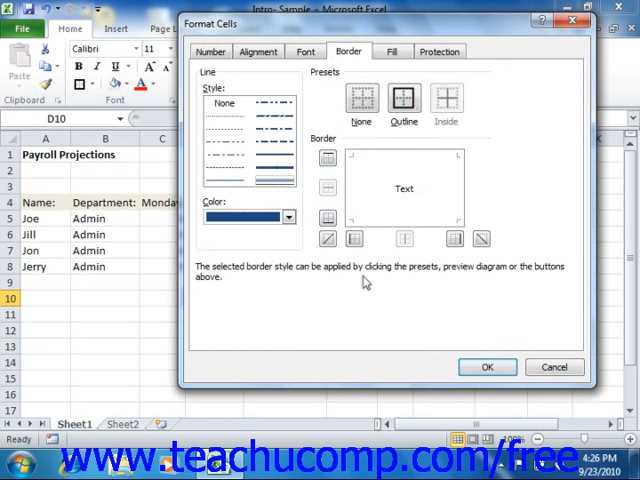 Intro- Sample - Microsoft Excel
Format Cells
File Home Insert
Number Alignment Font Border Fill Protection
Calibri 11
Paste
B I U A A
A
Clipboard Font
D10
Line
Style:
None
Color:
Presets
None Outline Inside
Border
Text
The selected border style can be applied by clicking the presets, preview diagram or the buttons
above.
OK Cancel
A B C
1 Payroll Projections
2
3
4 Name: Department: Monda
5 Joe Admin
6 Jill Admin
7 Jon Admin
8 Jerry Admin
9
10
11
12
13
14
15
16
17
Sheet1 Sheet2
Ready 100%
www.teachucomp.com/free
4:26 PM
9/23/2010